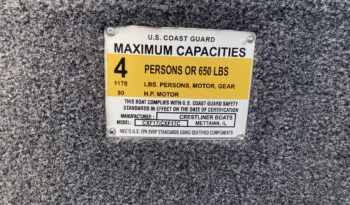 U.S. COAST GUARD
MAXIMUM CAPACITIES
4 PERSONS OR 650 LBS
1178 LBS. PERSONS, MOTOR, GEAR
90 H.P. MOTOR
THIS BOAT COMPLIES WITH U.S. COAST GUARD SAFETY
STANDARDS IN EFFECT ON THE DATE OF CERTIFICATION
MANUFACTURER: CRESTLINER BOATS
MODEL: METTAWA, IL
MEETS U.S. EPA EVAP STANDARDS USING CERTIFIED COMPONENTS